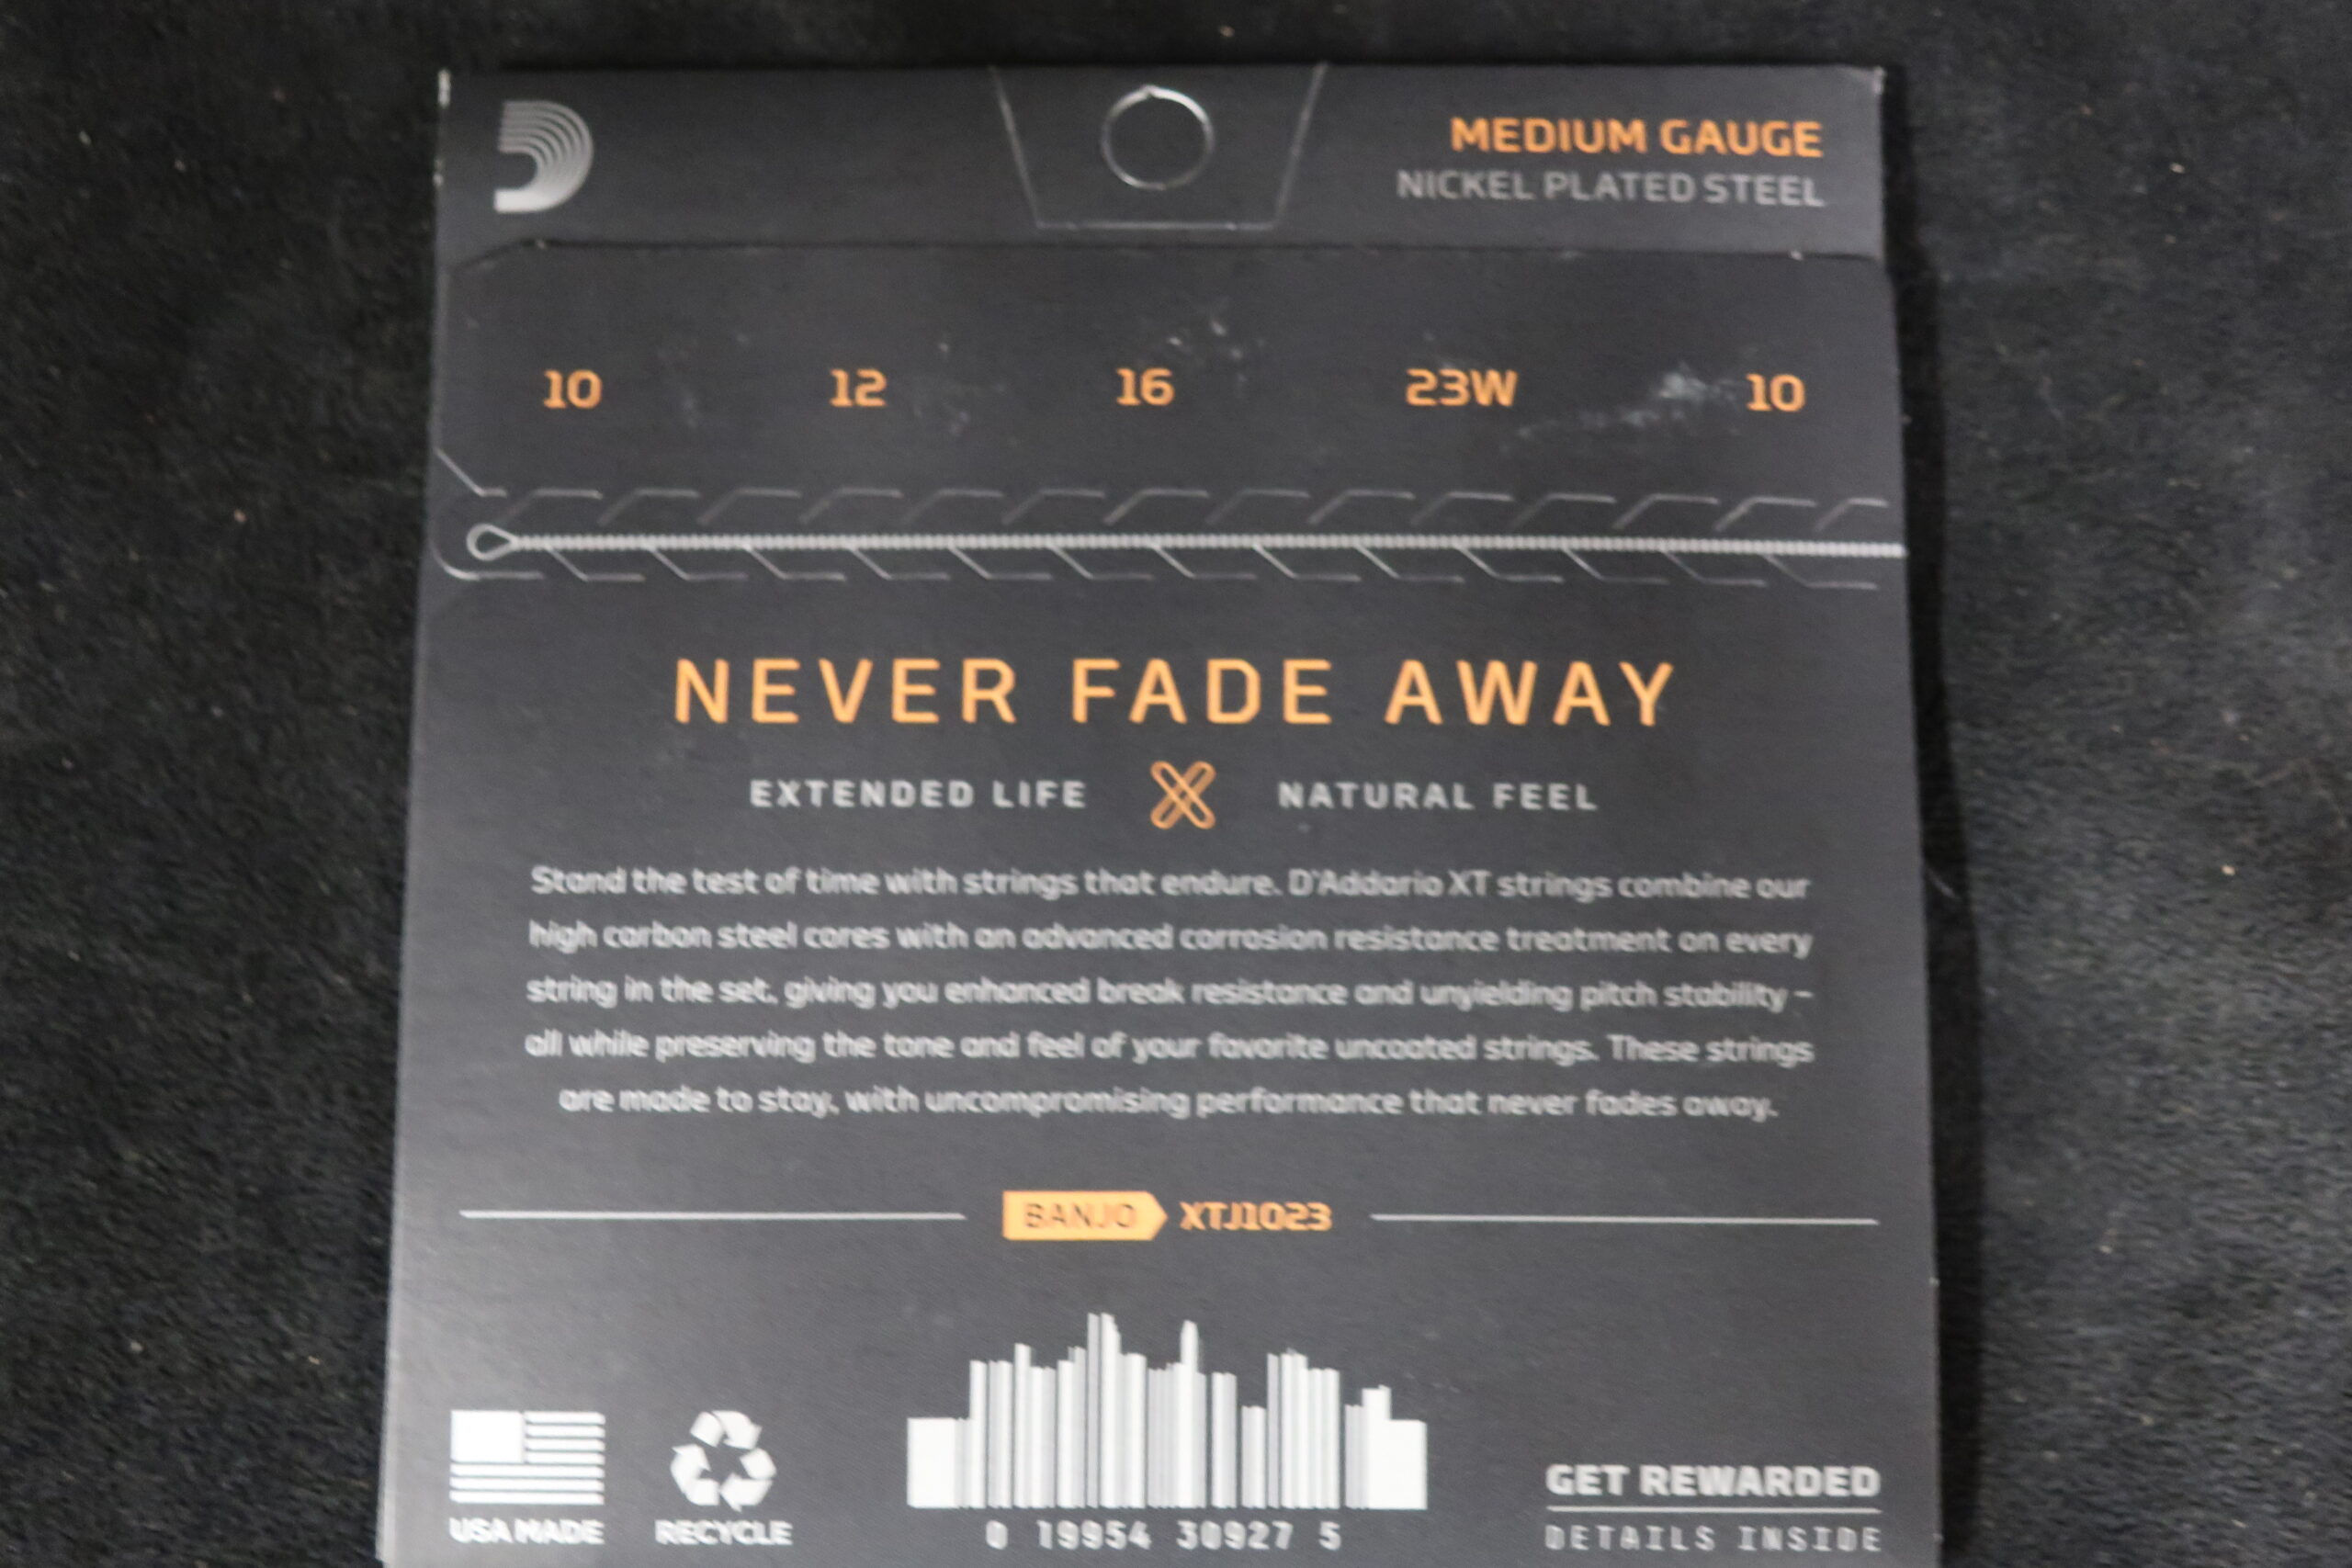 MEDIUM GAUGE
NICKEL PLATED STEEL
10 12 16 23W 10
NEVER FADE AWAY
EXTENDED LIFE X NATURAL FEEL
Stand the test of time with strings that endure. D'Addario XT strings combine our
high carbon steel cores with an advanced corrosion resistance treatment on every
string in the set, giving you enhanced break resistance and unyielding pitch stability –
all while preserving the tone and feel of your favorite uncoated strings. These strings
are made to stay, with uncompromising performance that never fades away.
BANJO XTJ1023
USA MADE
RECYCLE
0 19954 30927 5
GET REWARDED
DETAILS INSIDE